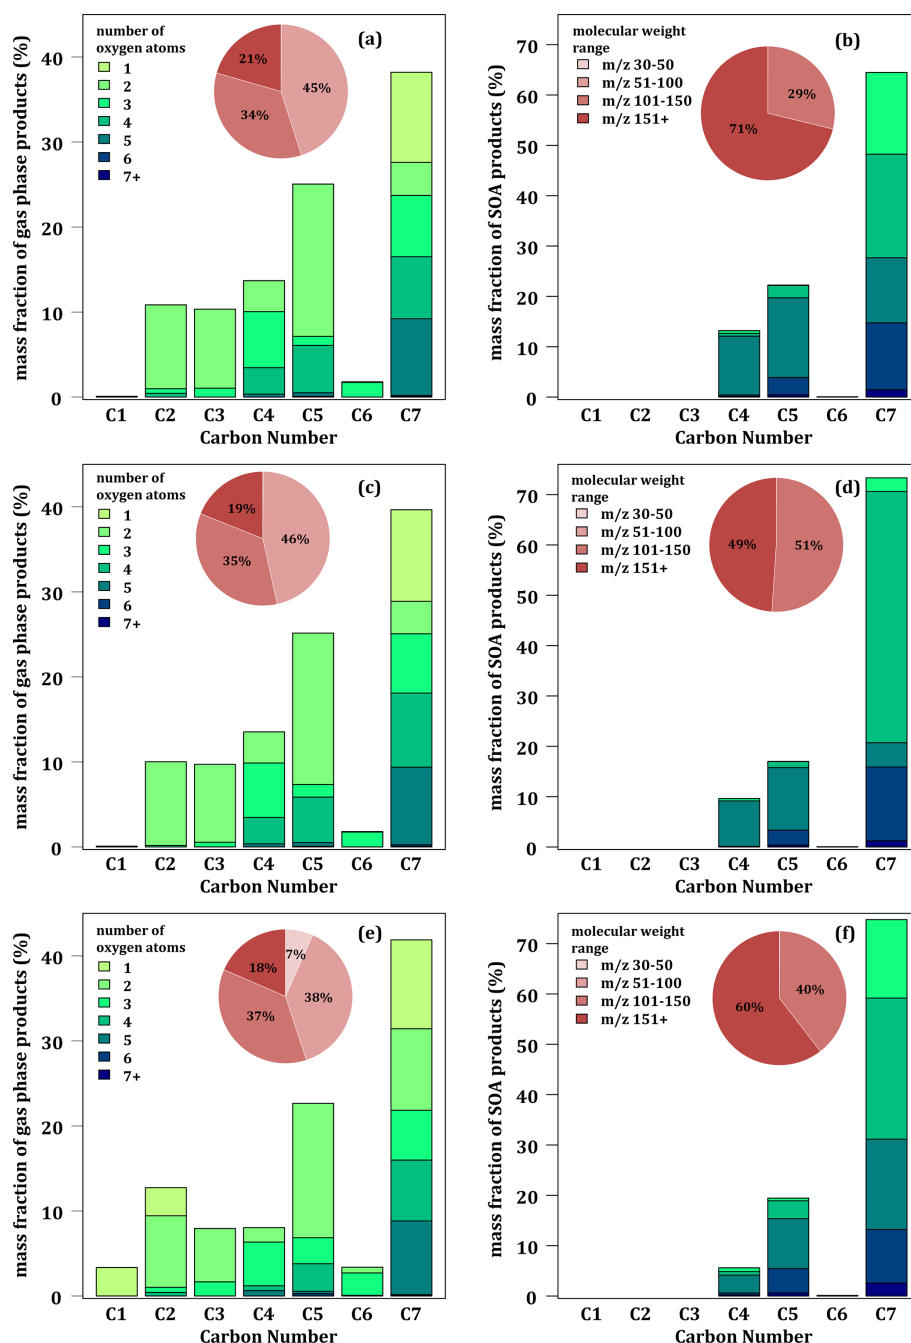 mass fraction of gas phase products (%)
number of
oxygen atoms
1
2
3
4
5
6
7+
(a)
21%
45%
34%
40
30
20
10
0
C1 C2 C3 C4 C5 C6 C7
Carbon Number
mass fraction of SOA products (%)
(b)
molecular weight
range
m/z 30-50
m/z 51-100
m/z 101-150
m/z 151+
29%
71%
70
60
50
40
30
20
10
0
C1 C2 C3 C4 C5 C6 C7
Carbon Number
mass fraction of gas phase products (%)
number of
oxygen atoms
1
2
3
4
5
6
7+
(c)
19%
46%
35%
40
30
20
10
0
C1 C2 C3 C4 C5 C6 C7
Carbon Number
mass fraction of SOA products (%)
molecular weight
range
m/z 30-50
m/z 51-100
m/z 101-150
m/z 151+
(d)
49%
51%
70
60
50
40
30
20
10
0
C1 C2 C3 C4 C5 C6 C7
Carbon Number
mass fraction of gas phase products (%)
number of
oxygen atoms
1
2
3
4
5
6
7+
(e)
7%
18%
38%
37%
40
30
20
10
0
C1 C2 C3 C4 C5 C6 C7
Carbon Number
mass fraction of SOA products (%)
molecular weight
range
m/z 30-50
m/z 51-100
m/z 101-150
m/z 151+
(f)
40%
60%
70
60
50
40
30
20
10
0
C1 C2 C3 C4 C5 C6 C7
Carbon Number